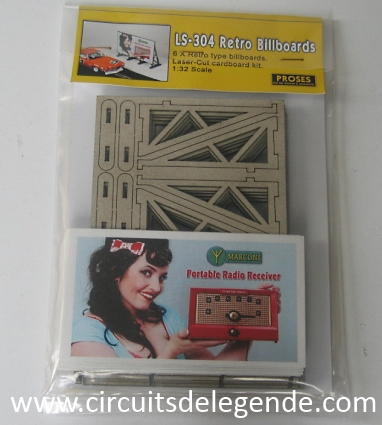 LS-304 Retro Billboards
6 X Retro type billboards.
Laser-Cut cardboard kit.
1:32 Scale
PROSES
MARCONI
Portable Radio Receiver
www.circuitsdelegende.com